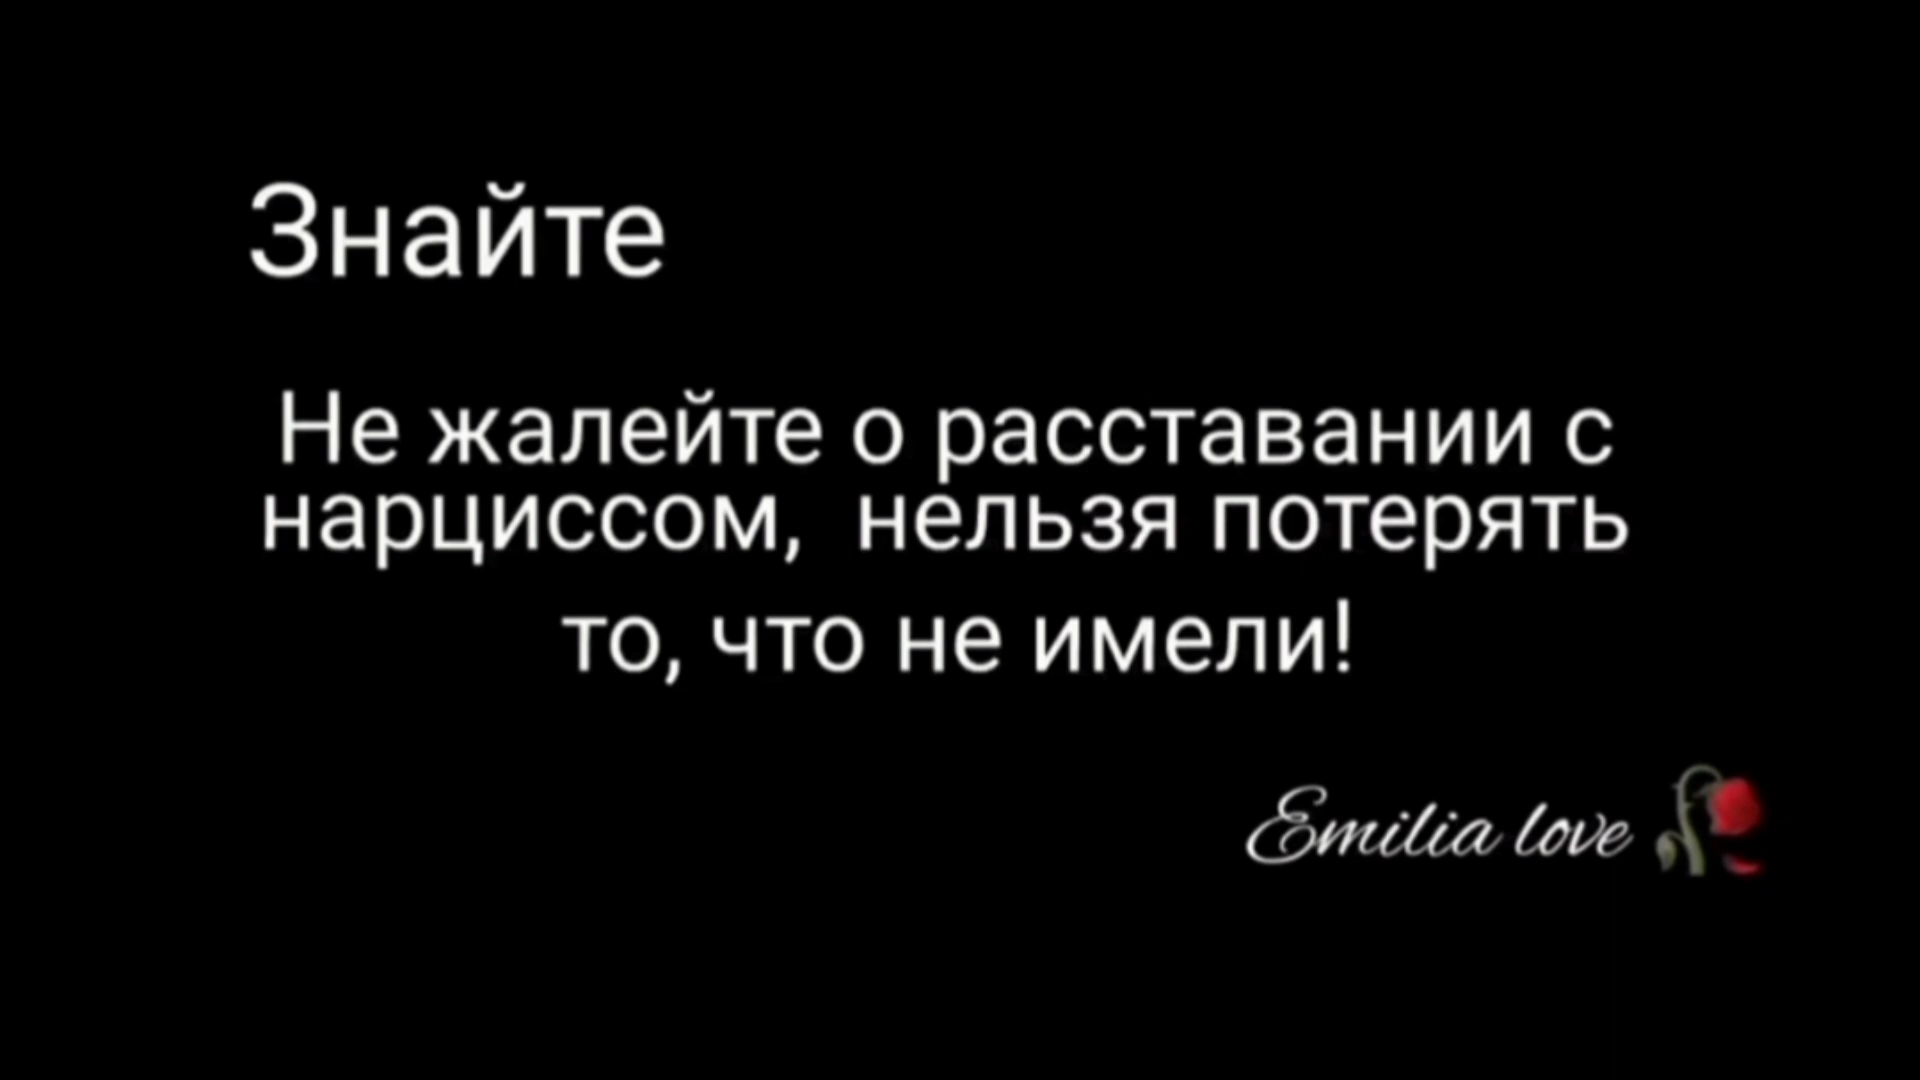 Знайте
Не жалейте о расставании с
нарциссом, нельзя потерять
то, что не имели!
Emilia love